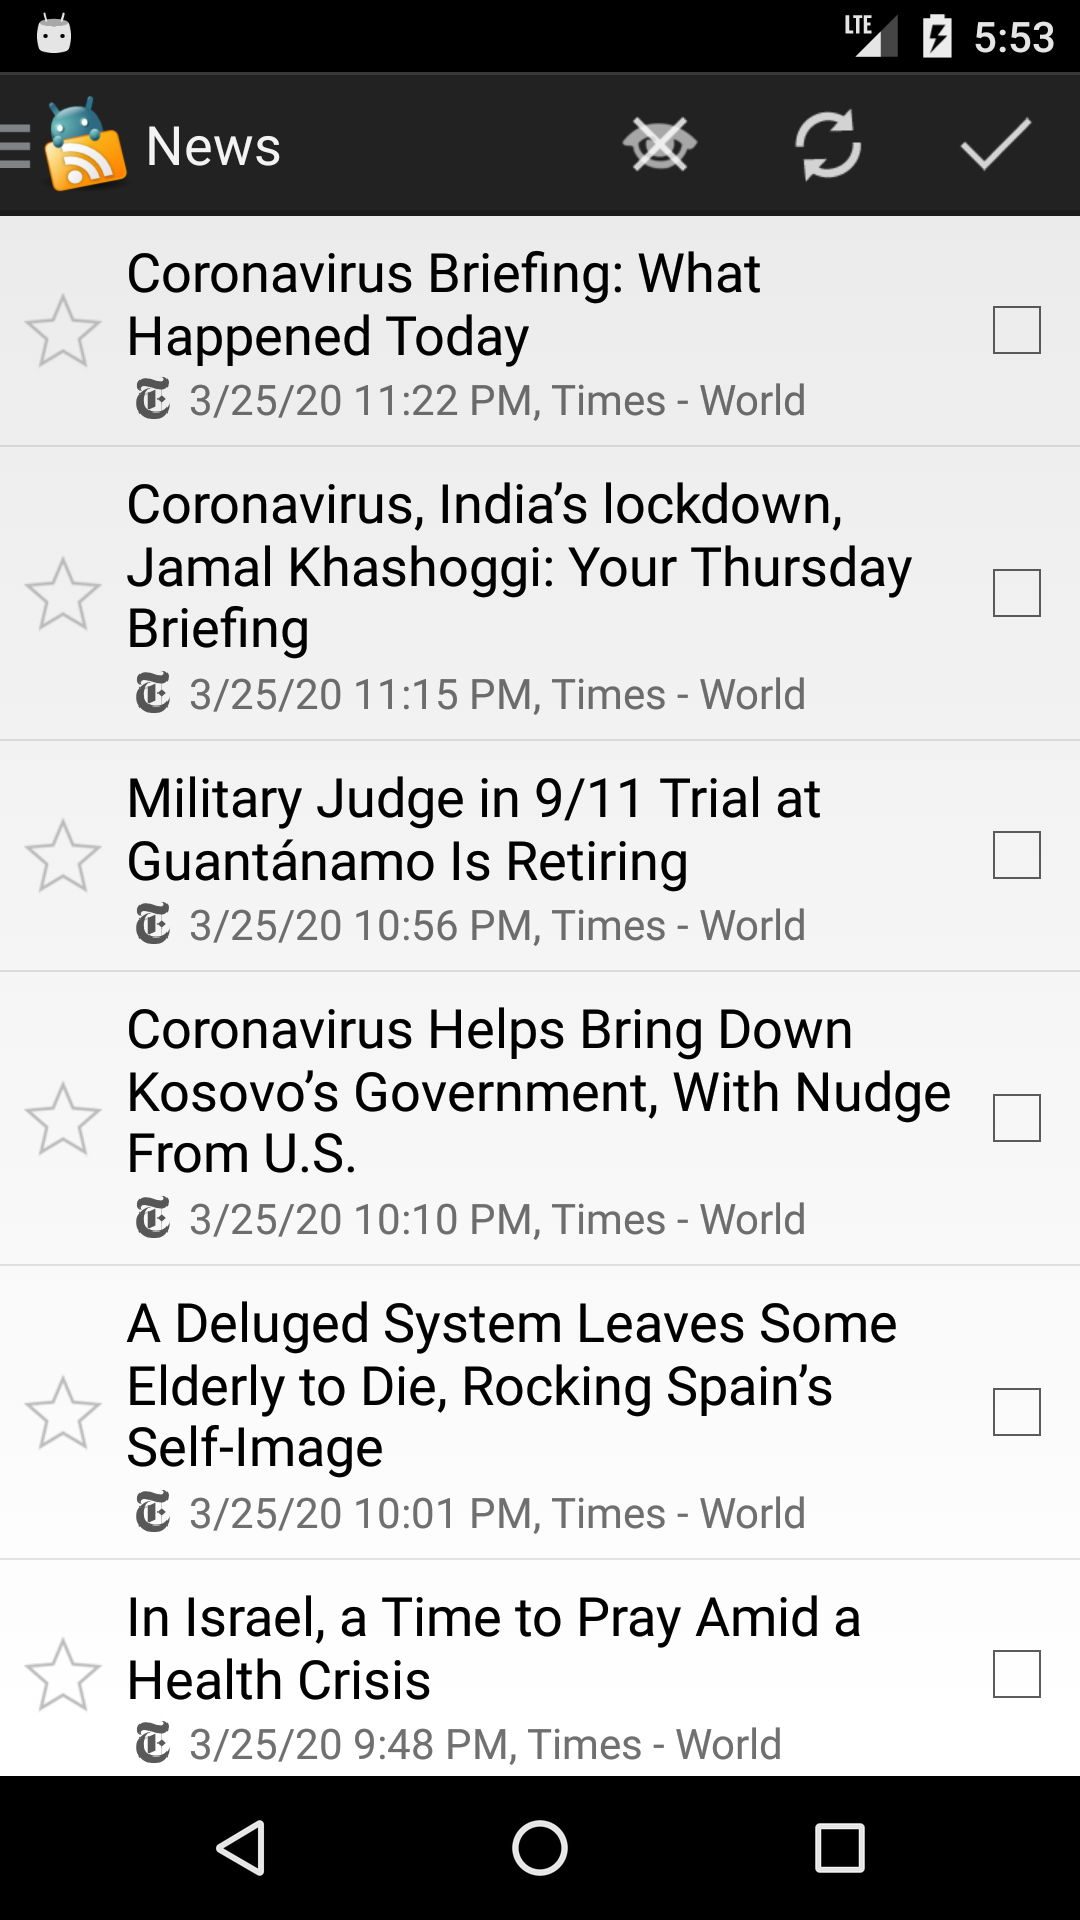 LTE 5:53
News
Coronavirus Briefing: What
Happened Today
3/25/20 11:22 PM, Times - World
Coronavirus, India’s lockdown,
Jamal Khashoggi: Your Thursday
Briefing
3/25/20 11:15 PM, Times - World
Military Judge in 9/11 Trial at
Guantánamo Is Retiring
3/25/20 10:56 PM, Times - World
Coronavirus Helps Bring Down
Kosovo’s Government, With Nudge
From U.S.
3/25/20 10:10 PM, Times - World
A Deluged System Leaves Some
Elderly to Die, Rocking Spain’s
Self-Image
3/25/20 10:01 PM, Times - World
In Israel, a Time to Pray Amid a
Health Crisis
3/25/20 9:48 PM, Times - World